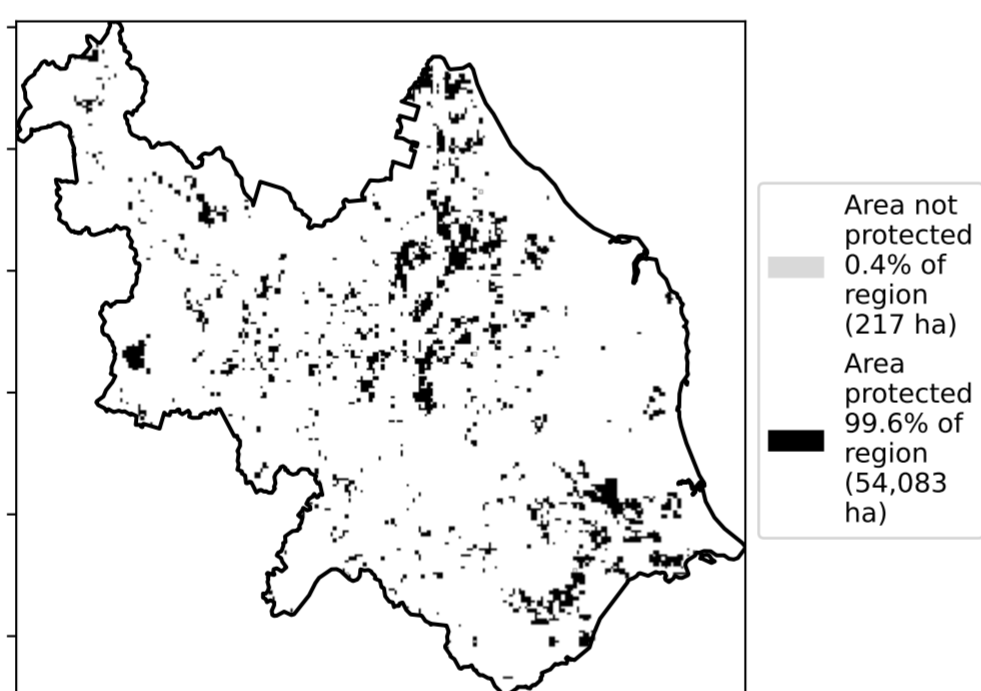 Area not
protected
0.4% of
region
(217 ha)
Area
protected
99.6% of
region
(54,083
ha)